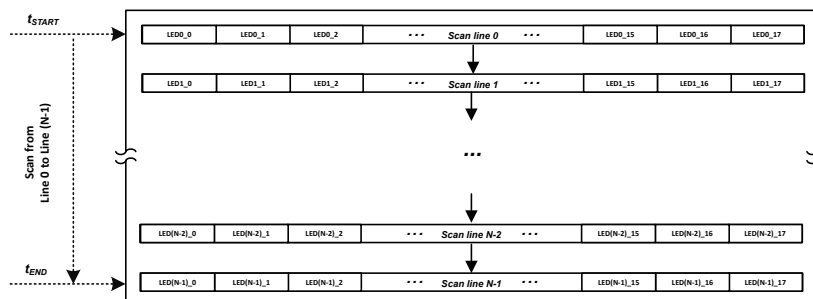 tSTART
LED0_0 LED0_1 LED0_2 ··· Scan line 0 ··· LED0_15 LED0_16 LED0_17
LED1_0 LED1_1 LED1_2 ··· Scan line 1 ··· LED1_15 LED1_16 LED1_17
Scan from
Line 0 to Line (N-1)
...
LED(N-2)_0 LED(N-2)_1 LED(N-2)_2 ··· Scan line N-2 ··· LED(N-2)_15 LED(N-2)_16 LED(N-2)_17
tEND
LED(N-1)_0 LED(N-1)_1 LED(N-1)_2 ··· Scan line N-1 ··· LED(N-1)_15 LED(N-1)_16 LED(N-1)_17